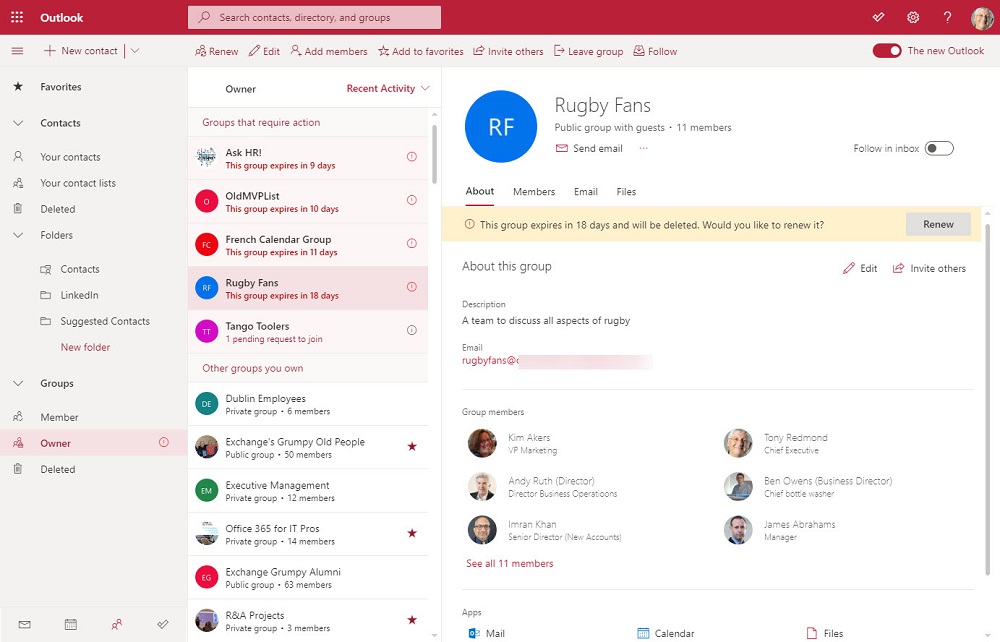 Outlook
Search contacts, directory, and groups
New contact
Renew
Edit
Add members
Add to favorites
Invite others
Leave group
Follow
The new Outlook
Favorites
Contacts
Your contacts
Your contact lists
Deleted
Folders
Contacts
LinkedIn
Suggested Contacts
New folder
Groups
Member
Owner
Deleted
Owner
Recent Activity
Groups that require action
Ask HR!
This group expires in 9 days
O
OldMVPList
This group expires in 10 days
FC
French Calendar Group
This group expires in 11 days
RF
Rugby Fans
This group expires in 18 days
TT
Tango Toolers
1 pending request to join
Other groups you own
DE
Dublin Employees
Private group • 6 members
Exchange's Grumpy Old People
Public group • 50 members
EM
Executive Management
Private group • 12 members
Office 365 for IT Pros
Private group • 14 members
EG
Exchange Grumpy Alumni
Public group • 63 members
R&A Projects
Private group • 3 members
RF
Rugby Fans
Public group with guests • 11 members
Send email
...
Follow in inbox
About
Members
Email
Files
This group expires in 18 days and will be deleted. Would you like to renew it?
Renew
About this group
Edit
Invite others
Description
A team to discuss all aspects of rugby
Email
rugbyfans@
Group members
Kim Akers
VP Marketing
Tony Redmond
Chief Executive
Andy Ruth (Director)
Director Business Operatioons
Ben Owens (Business Director)
Chief bottle washer
Imran Khan
Senior Director (New Accounts)
James Abrahams
Manager
See all 11 members
Apps
Mail
Calendar
Files